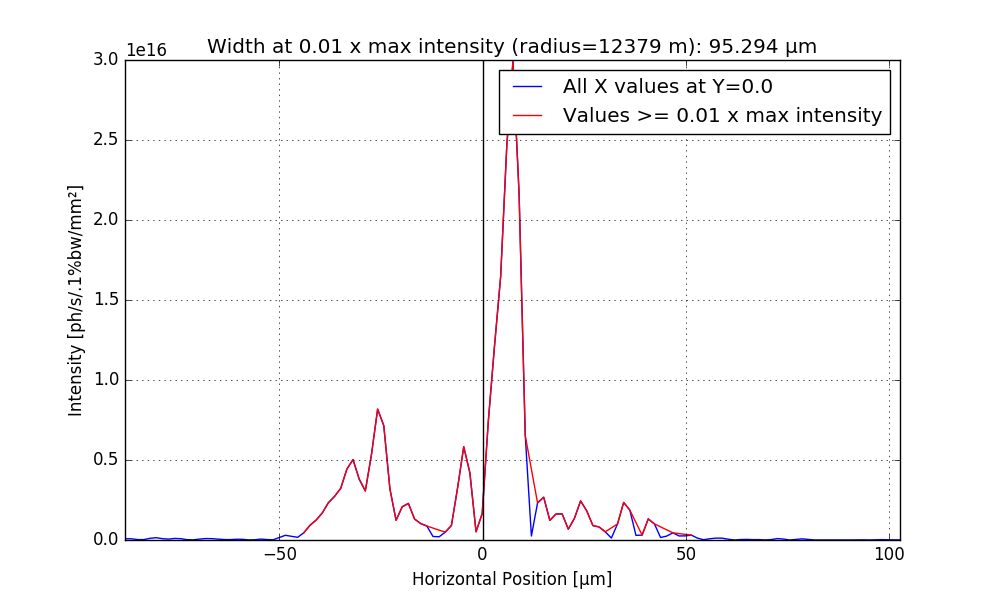 Width at 0.01 x max intensity (radius=12379 m): 95.294 µm
1e16
3.0
2.5
2.0
1.5
1.0
0.5
0.0
Intensity [ph/s/.1%bw/mm²]
All X values at Y=0.0
Values >= 0.01 x max intensity
−50
0
50
100
Horizontal Position [µm]